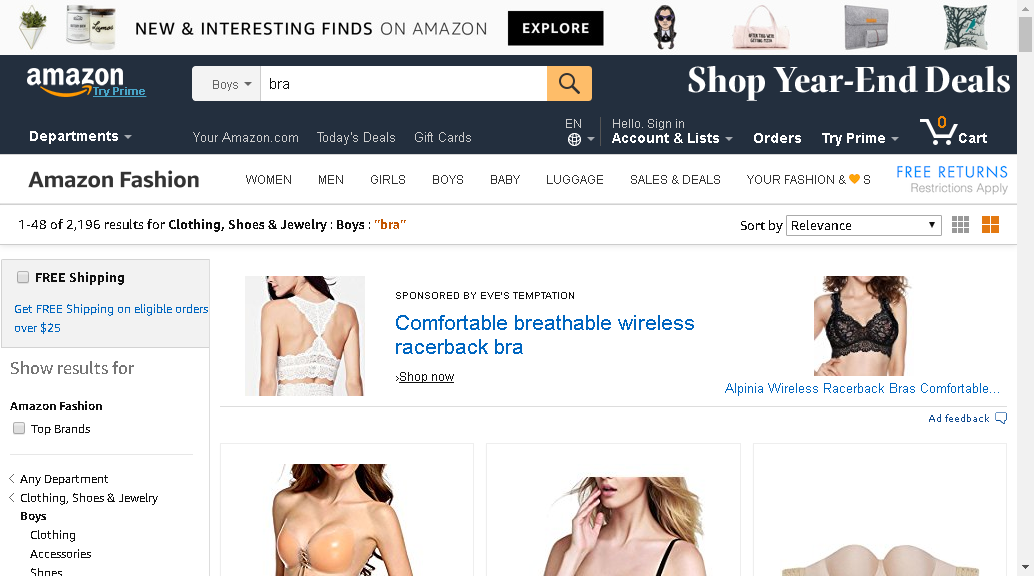 NEW & INTERESTING FINDS ON AMAZON EXPLORE
amazon
Try Prime
Boys bra
Shop Year-End Deals
Departments
Your Amazon.com Today's Deals Gift Cards
EN
Hello. Sign in
Account & Lists
Orders
Try Prime
0
Cart
Amazon Fashion WOMEN MEN GIRLS BOYS BABY LUGGAGE SALES & DEALS YOUR FASHION & S
FREE RETURNS
Restrictions Apply
1-48 of 2,196 results for Clothing, Shoes & Jewelry : Boys : "bra"
Sort by Relevance
FREE Shipping
Get FREE Shipping on eligible orders
over $25
Show results for
Amazon Fashion
Top Brands
Any Department
Clothing, Shoes & Jewelry
Boys
Clothing
Accessories
Shoes
SPONSORED BY EVE'S TEMPTATION
Comfortable breathable wireless
racerback bra
›Shop now
Alpinia Wireless Racerback Bras Comfortable...
Ad feedback